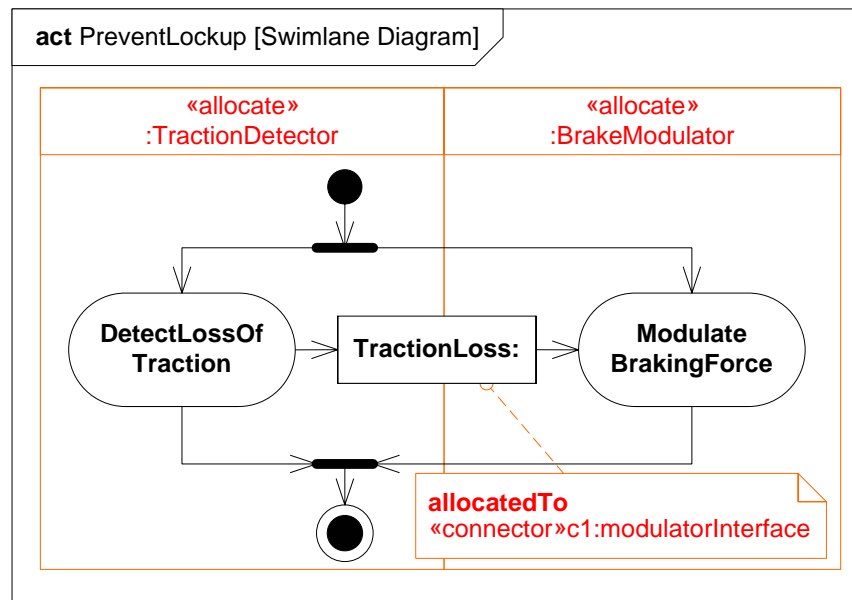 act PreventLockup [Swimlane Diagram]
«allocate»
:TractionDetector
«allocate»
:BrakeModulator
DetectLossOf
Traction
TractionLoss:
Modulate
BrakingForce
allocatedTo
«connector»c1:modulatorInterface